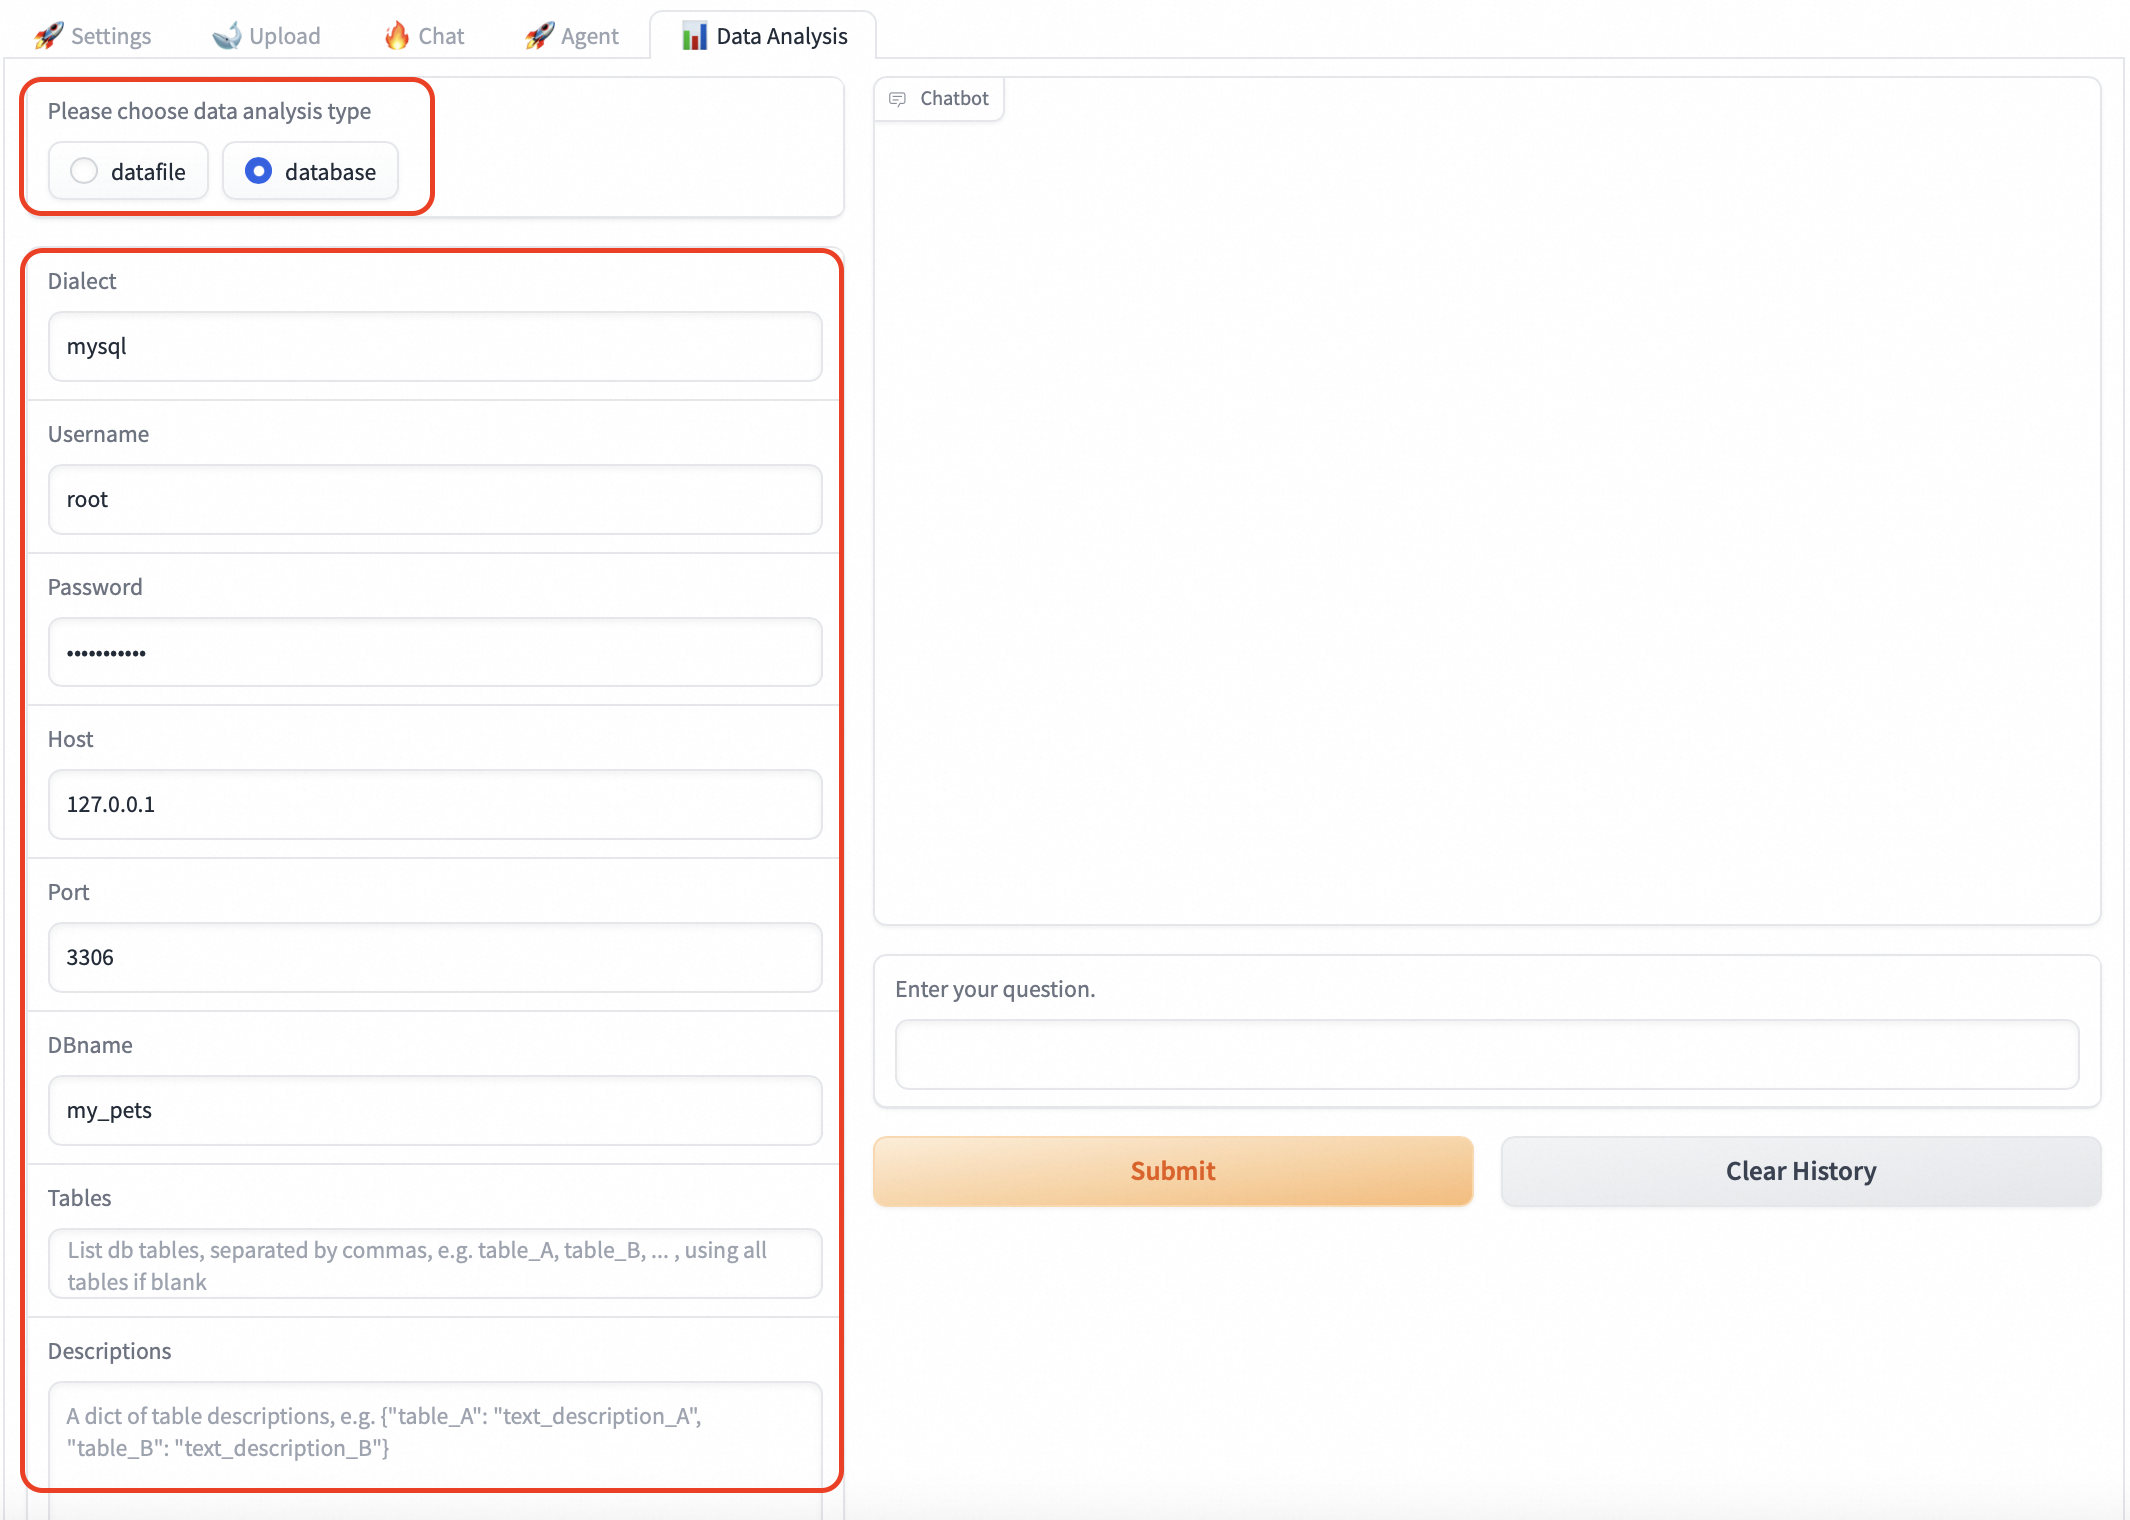 Settings
Upload
Chat
Agent
Data Analysis
Please choose data analysis type
datafile
database
Dialect
mysql
Username
root
Password
•••••••••••
Host
127.0.0.1
Port
3306
DBname
my_pets
Tables
List db tables, separated by commas, e.g. table_A, table_B, ... , using all
tables if blank
Descriptions
A dict of table descriptions, e.g. {"table_A": "text_description_A",
"table_B": "text_description_B"}
Chatbot
Enter your question.
Submit
Clear History